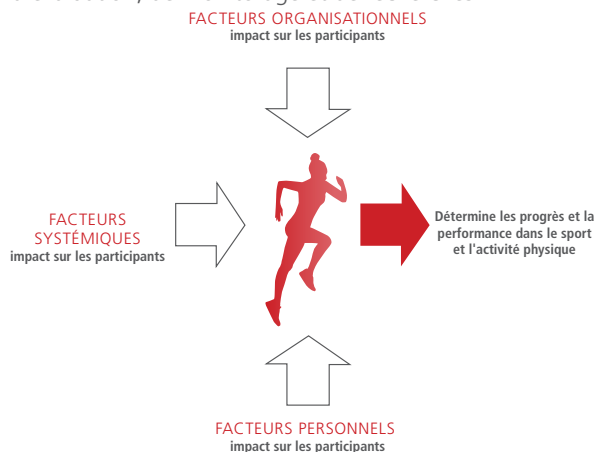 FACTEURS ORGANISATIONNELS
impact sur les participants
FACTEURS
SYSTÉMIQUES
impact sur les participants
Détermine les progrès et la
performance dans le sport
et l'activité physique
FACTEURS PERSONNELS
impact sur les participants